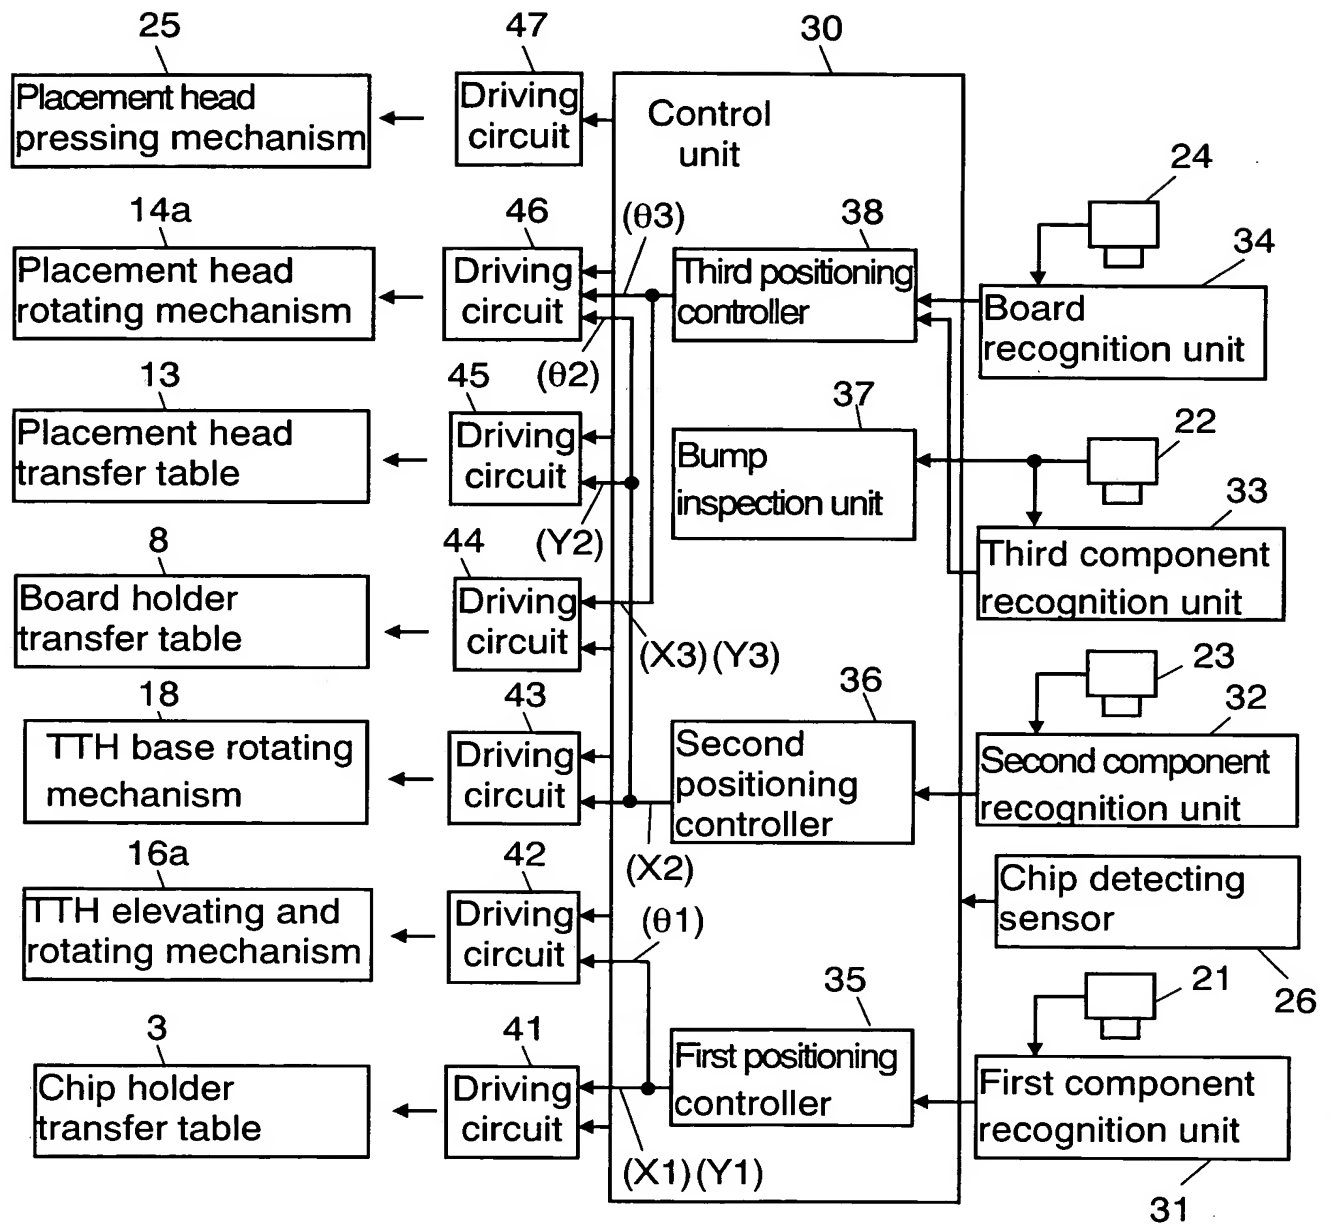 25
47
30
Placement head
pressing mechanism
Driving
circuit
Control
unit
24
14a
46
(θ3)
38
34
Placement head
rotating mechanism
Driving
circuit
Third positioning
controller
Board
recognition unit
(θ2)
13
45
37
22
Placement head
transfer table
Driving
circuit
Bump
inspection unit
33
(Y2)
8
44
Third component
recognition unit
Board holder
transfer table
Driving
circuit
(X3) (Y3)
23
18
43
36
32
TTH base rotating
mechanism
Driving
circuit
Second
positioning
controller
Second component
recognition unit
16a
42
(X2)
Chip detecting
sensor
TTH elevating and
rotating mechanism
Driving
circuit
(θ1)
26
21
3
41
35
Chip holder
transfer table
Driving
circuit
First positioning
controller
First component
recognition unit
(X1) (Y1)
31